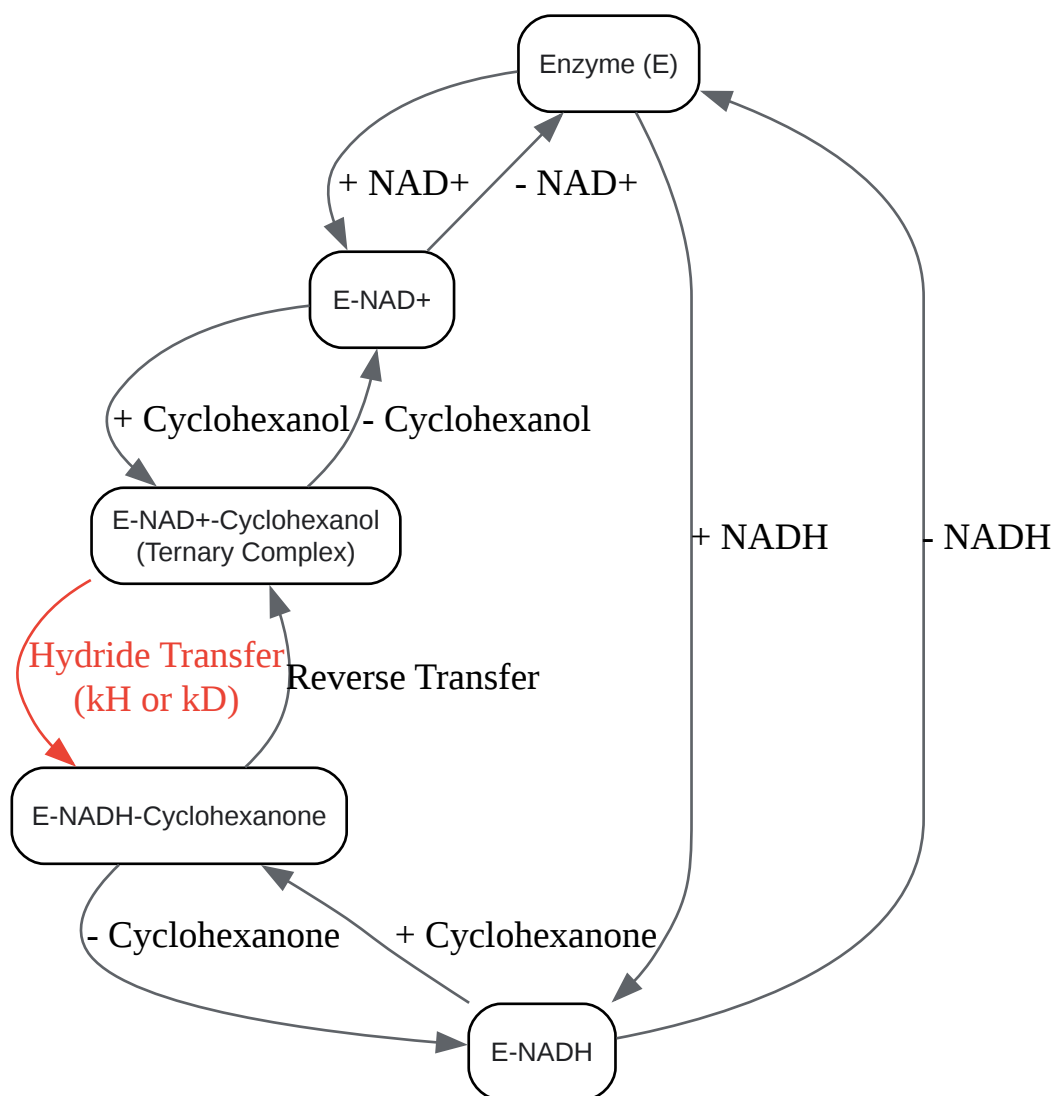 Enzyme (E)
+ NAD+
- NAD+
E-NAD+
+ Cyclohexanol
- Cyclohexanol
E-NAD+-Cyclohexanol
(Ternary Complex)
+ NADH
- NADH
Hydride Transfer
(kH or kD)
Reverse Transfer
E-NADH-Cyclohexanone
- Cyclohexanone
+ Cyclohexanone
E-NADH